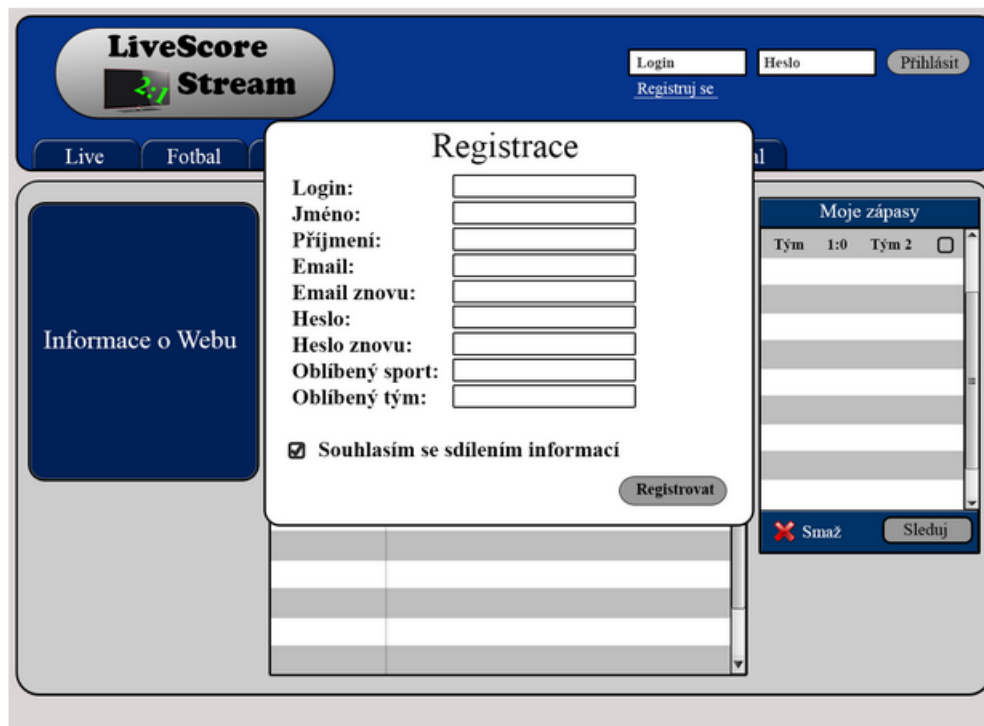 LiveScore
2:1 Stream
Login
Heslo
Přihlásit
Registruj se
Live
Fotbal
Registrace
Login:
Jméno:
Příjmení:
Email:
Email znovu:
Heslo:
Heslo znovu:
Oblíbený sport:
Oblíbený tým:
Souhlasím se sdílením informací
Registrovat
Informace o Webu
Moje zápasy
Tým 1:0 Tým 2
Smaž
Sleduj